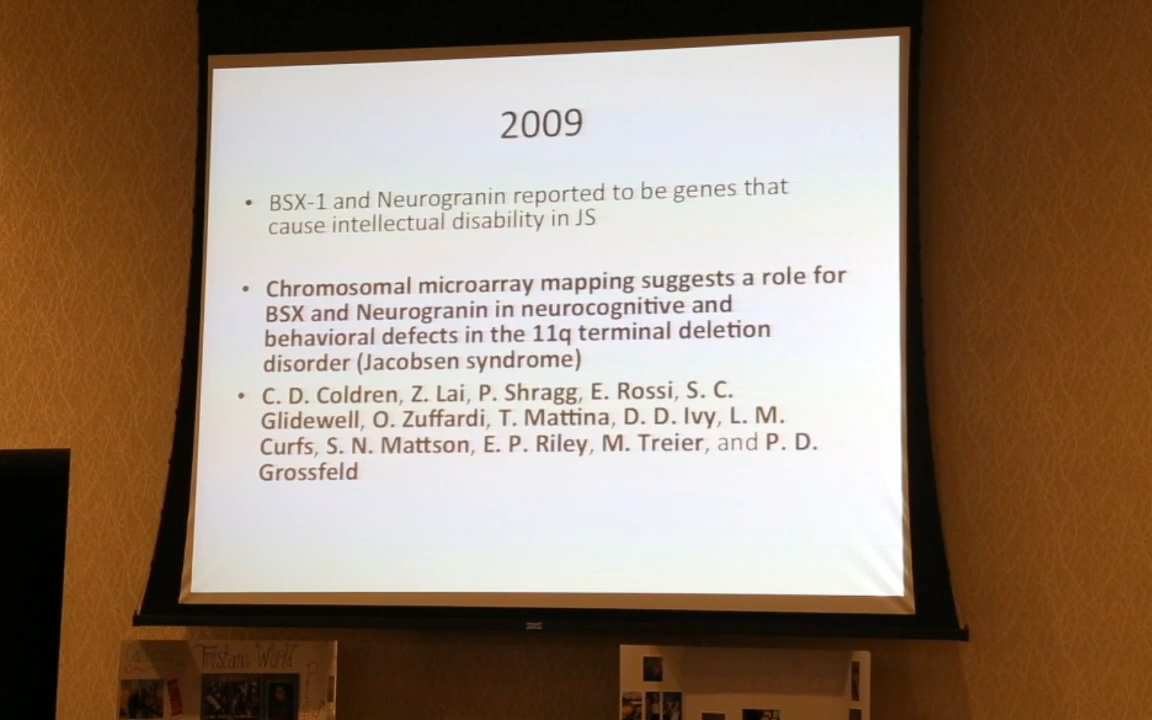 2009
• BSX-1 and Neurogranin reported to be genes that
cause intellectual disability in JS
• Chromosomal microarray mapping suggests a role for
BSX and Neurogranin in neurocognitive and
behavioral defects in the 11q terminal deletion
disorder (Jacobsen syndrome)
• C. D. Coldren, Z. Lai, P. Shragg, E. Rossi, S. C.
Glidewell, O. Zuffardi, T. Mattina, D. D. Ivy, L. M.
Curfs, S. N. Mattson, E. P. Riley, M. Treier, and P. D.
Grossfeld
Tristans World